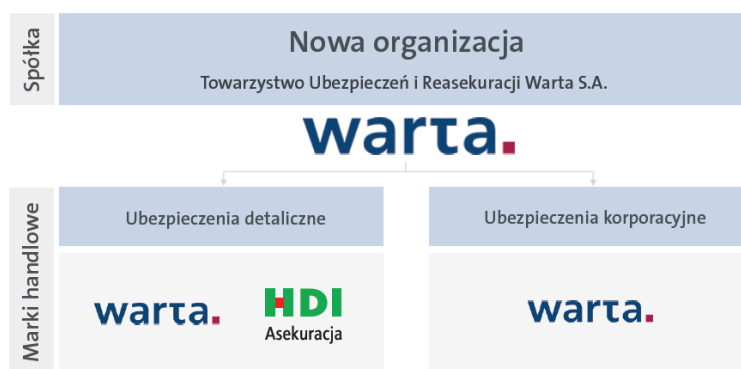 Spółka
Nowa organizacja
Towarzystwo Ubezpieczeń i Reasekuracji Warta S.A.
warta.
Marki handlowe
Ubezpieczenia detaliczne
Ubezpieczenia korporacyjne
warta.
HDI
Asekuracja
warta.